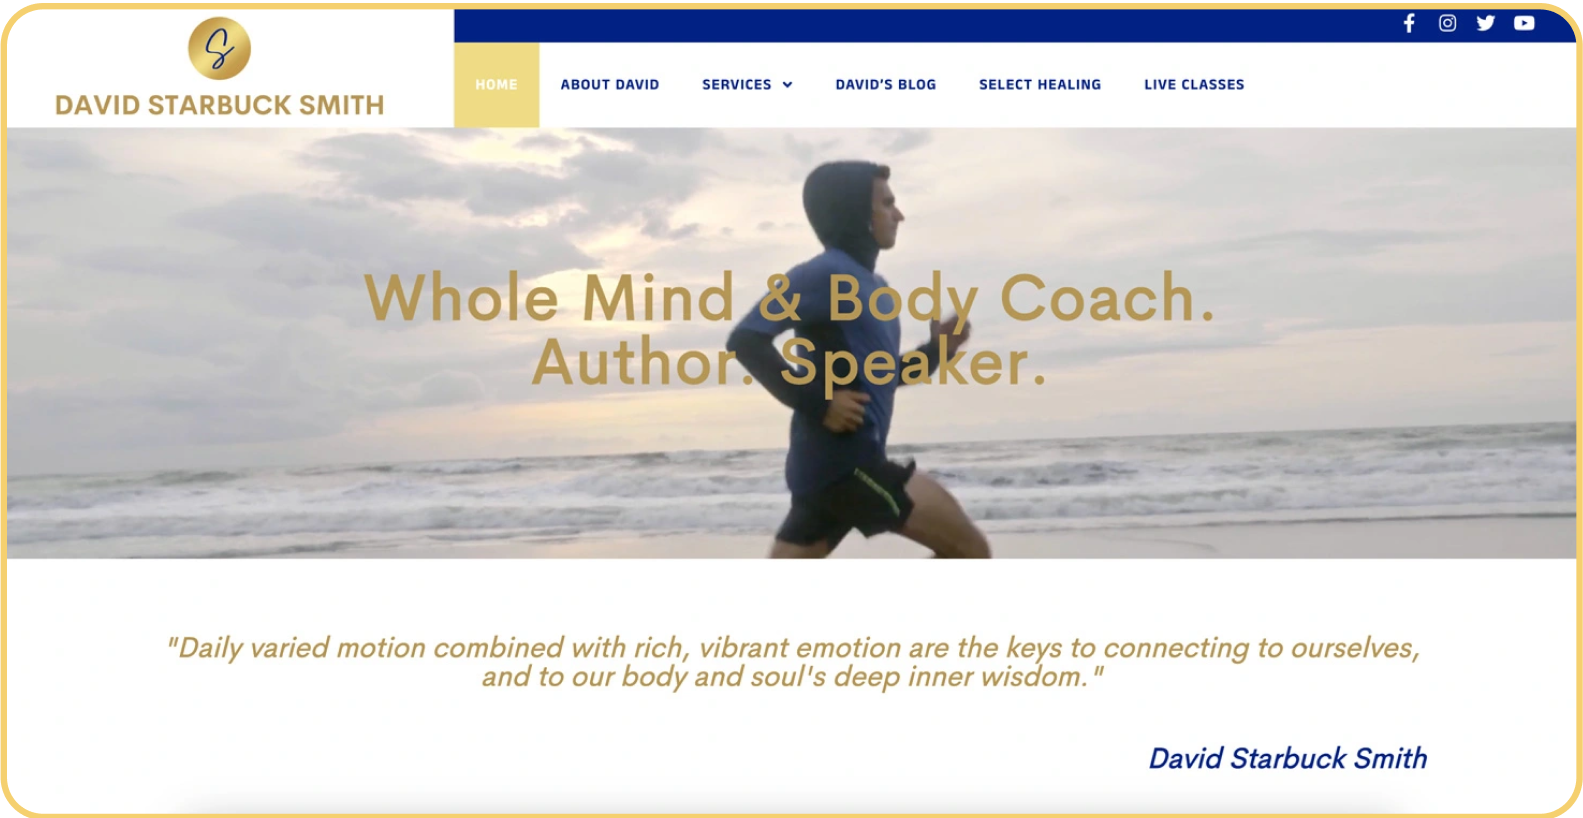 S
DAVID STARBUCK SMITH
HOME ABOUT DAVID SERVICES DAVID'S BLOG SELECT HEALING LIVE CLASSES
Whole Mind & Body Coach.
Author. Speaker.
"Daily varied motion combined with rich, vibrant emotion are the keys to connecting to ourselves,
and to our body and soul's deep inner wisdom."
David Starbuck Smith